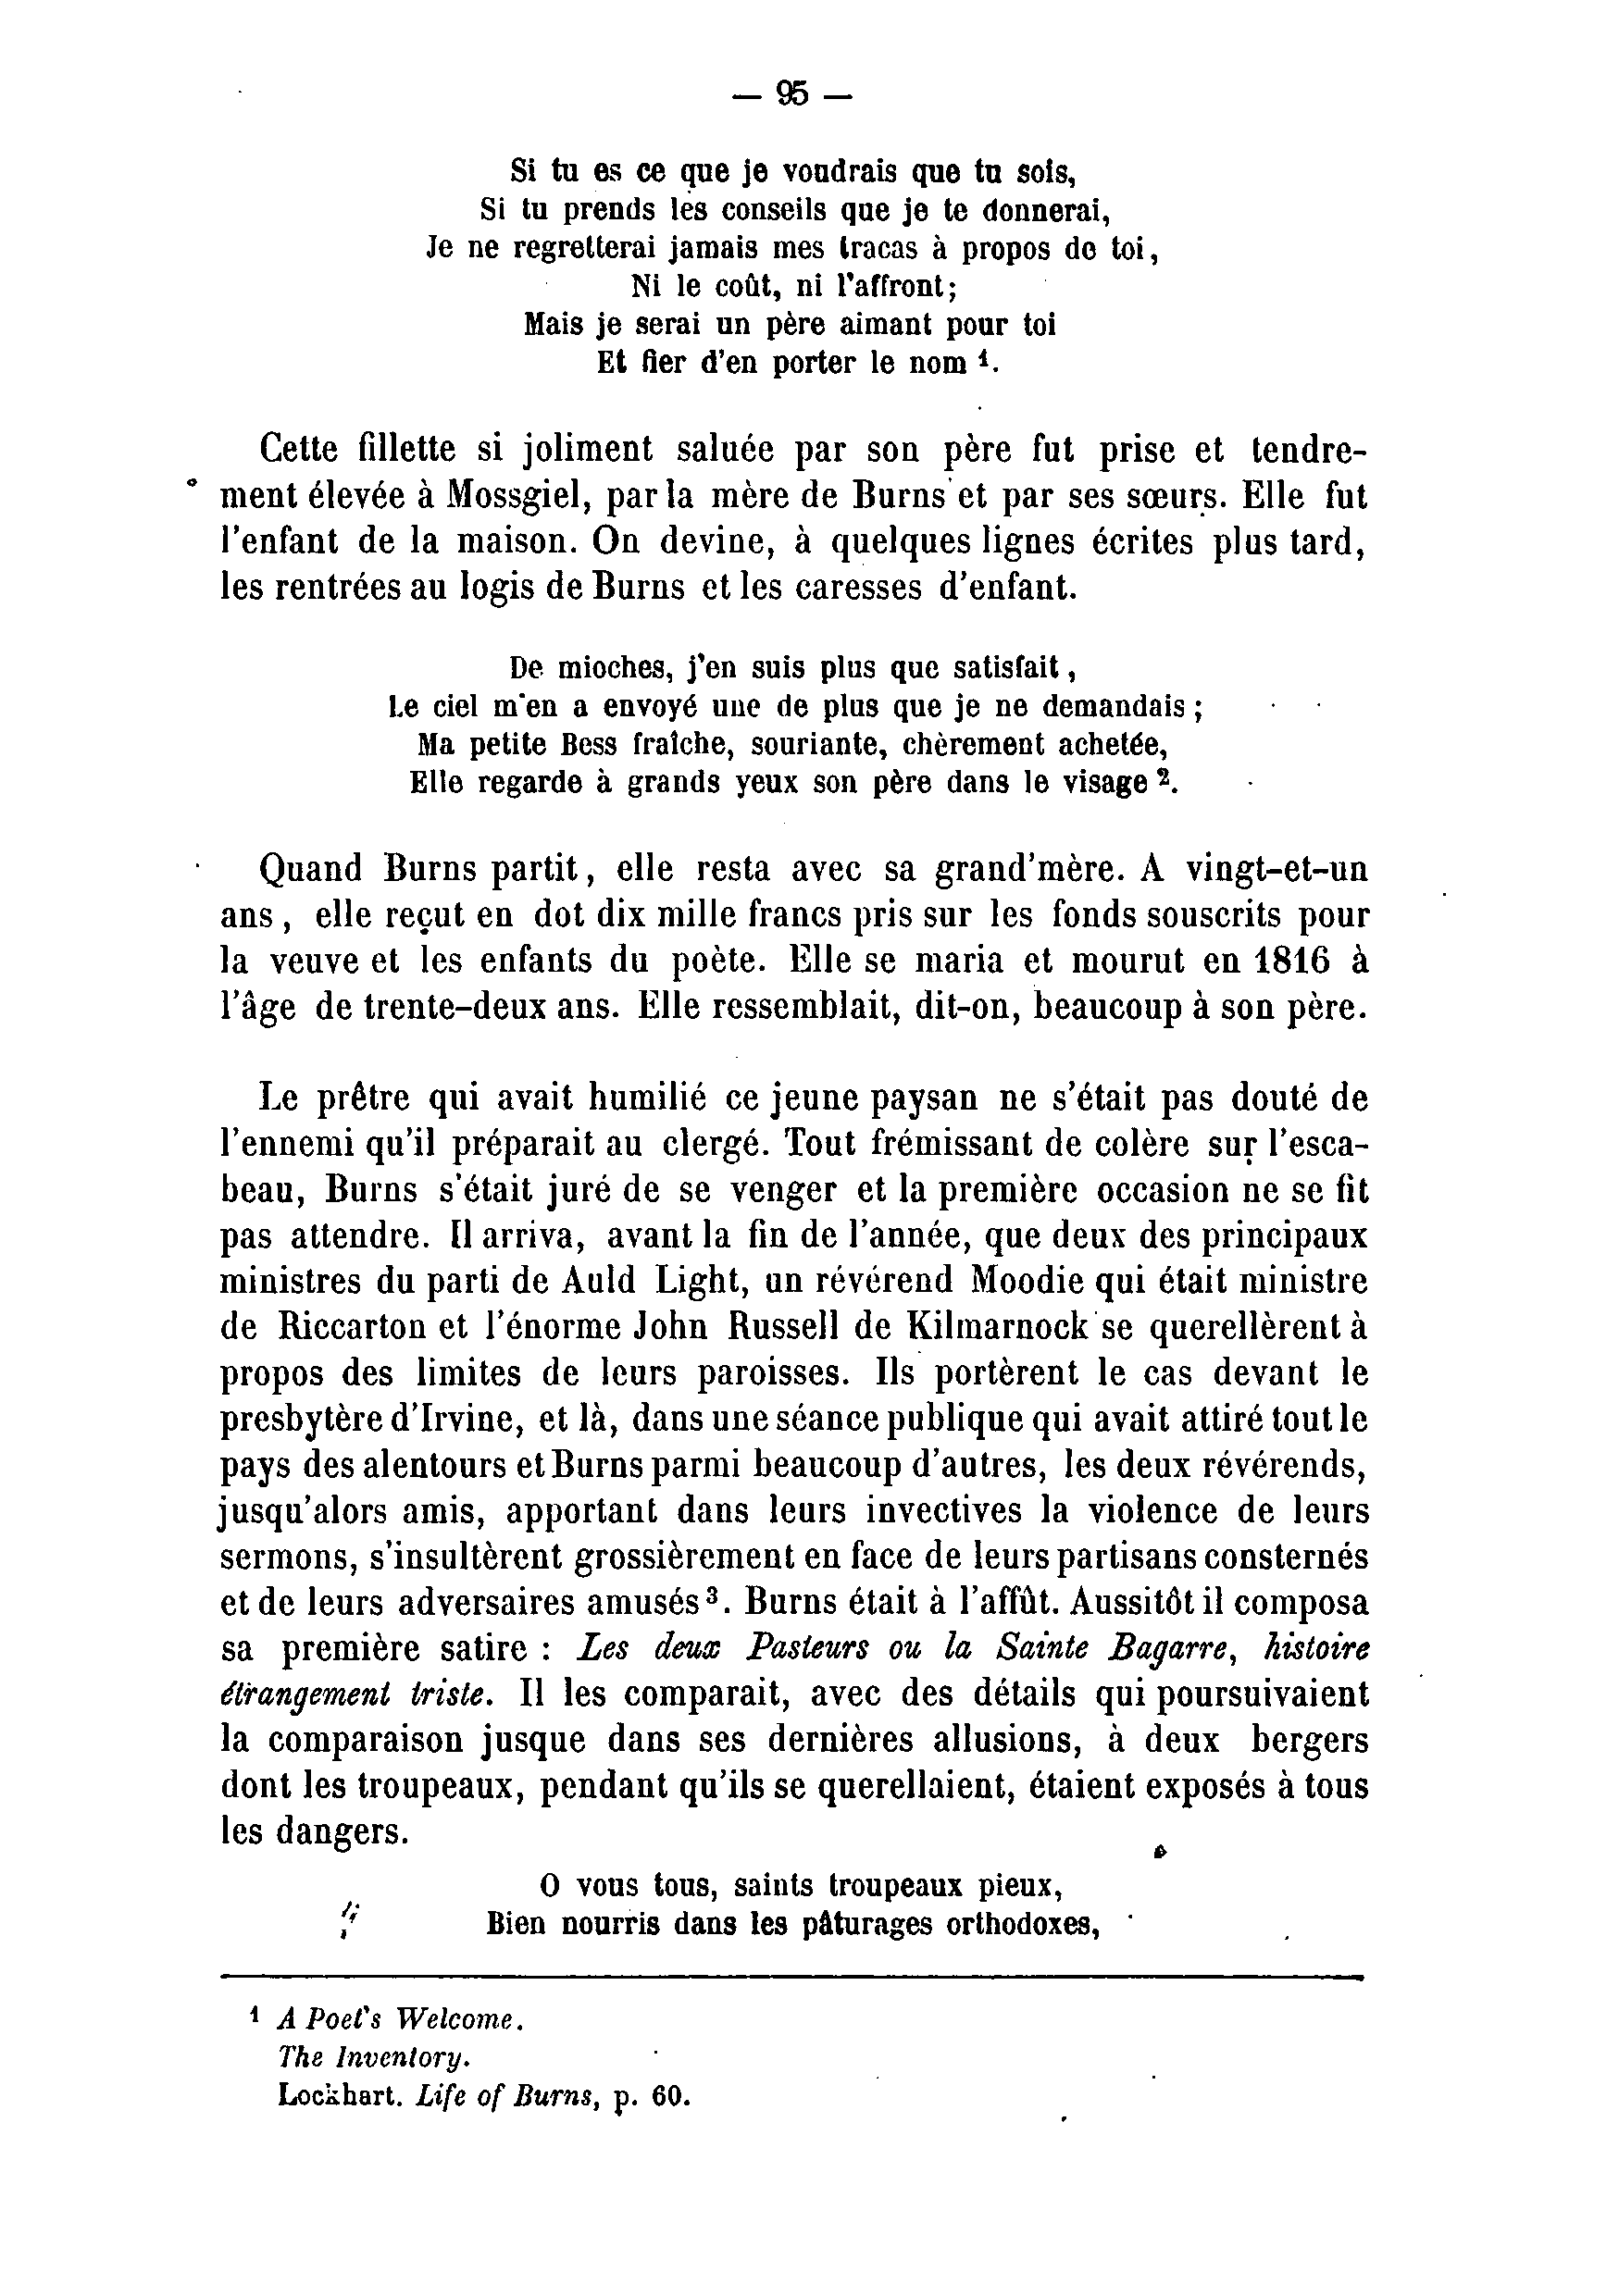 — 95 —
Si tu es ce que je voudrais que tu sois,
Si tu prends les conseils que je te donnerai,
Je ne regretterai jamais mes tracas à propos de toi,
Ni le coût, ni l'affront;
Mais je serai un père aimant pour toi
Et fier d'en porter le nom ¹.
Cette fillette si joliment saluée par son père fut prise et tendre-
ment élevée à Mossgiel, par la mère de Burns et par ses sœurs. Elle fut
l'enfant de la maison. On devine, à quelques lignes écrites plus tard,
les rentrées au logis de Burns et les caresses d'enfant.
De mioches, j'en suis plus que satisfait,
Le ciel m'en a envoyé une de plus que je ne demandais;
Ma petite Bess fraîche, souriante, chèrement achetée,
Elle regarde à grands yeux son père dans le visage ².
Quand Burns partit, elle resta avec sa grand'mère. A vingt-et-un
ans, elle reçut en dot dix mille francs pris sur les fonds souscrits pour
la veuve et les enfants du poète. Elle se maria et mourut en 1816 à
l'âge de trente-deux ans. Elle ressemblait, dit-on, beaucoup à son père.
Le prêtre qui avait humilié ce jeune paysan ne s'était pas douté de
l'ennemi qu'il préparait au clergé. Tout frémissant de colère sur l'esca-
beau, Burns s'était juré de se venger et la première occasion ne se fit
pas attendre. Il arriva, avant la fin de l'année, que deux des principaux
ministres du parti de Auld Light, un révérend Moodie qui était ministre
de Riccarton et l'énorme John Russell de Kilmarnock se querellèrent à
propos des limites de leurs paroisses. Ils portèrent le cas devant le
presbytère d'Irvine, et là, dans une séance publique qui avait attiré tout le
pays des alentours et Burns parmi beaucoup d'autres, les deux révérends,
jusqu'alors amis, apportant dans leurs invectives la violence de leurs
sermons, s'insultèrent grossièrement en face de leurs partisans consternés
et de leurs adversaires amusés ³. Burns était à l'affût. Aussitôt il composa
sa première satire : Les deux Pasteurs ou la Sainte Bagarre, histoire
étrangement triste. Il les comparait, avec des détails qui poursuivaient
la comparaison jusque dans ses dernières allusions, à deux bergers
dont les troupeaux, pendant qu'ils se querellaient, étaient exposés à tous
les dangers.
O vous tous, saints troupeaux pieux,
Bien nourris dans les pâturages orthodoxes,
¹ A Poet's Welcome.
The Inventory.
Lockhart. Life of Burns, p. 60.